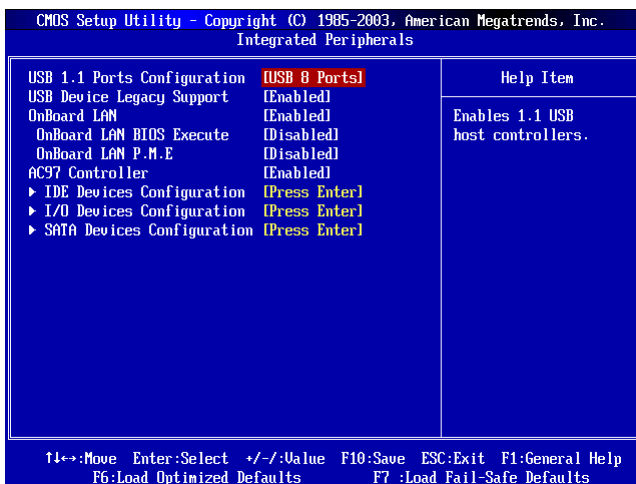 CMOS Setup Utility - Copyright (C) 1985-2003, American Megatrends, Inc.
Integrated Peripherals
USB 1.1 Ports Configuration [USB 8 Ports]
USB Device Legacy Support [Enabled]
OnBoard LAN [Enabled]
OnBoard LAN BIOS Execute [Disabled]
OnBoard LAN P.M.E [Disabled]
AC97 Controller [Enabled]
► IDE Devices Configuration [Press Enter]
► I/O Devices Configuration [Press Enter]
► SATA Devices Configuration [Press Enter]
Help Item
Enables 1.1 USB
host controllers.
↑↓↔:Move Enter:Select +/-/:Value F10:Save ESC:Exit F1:General Help
F6:Load Optimized Defaults F7 :Load Fail-Safe Defaults